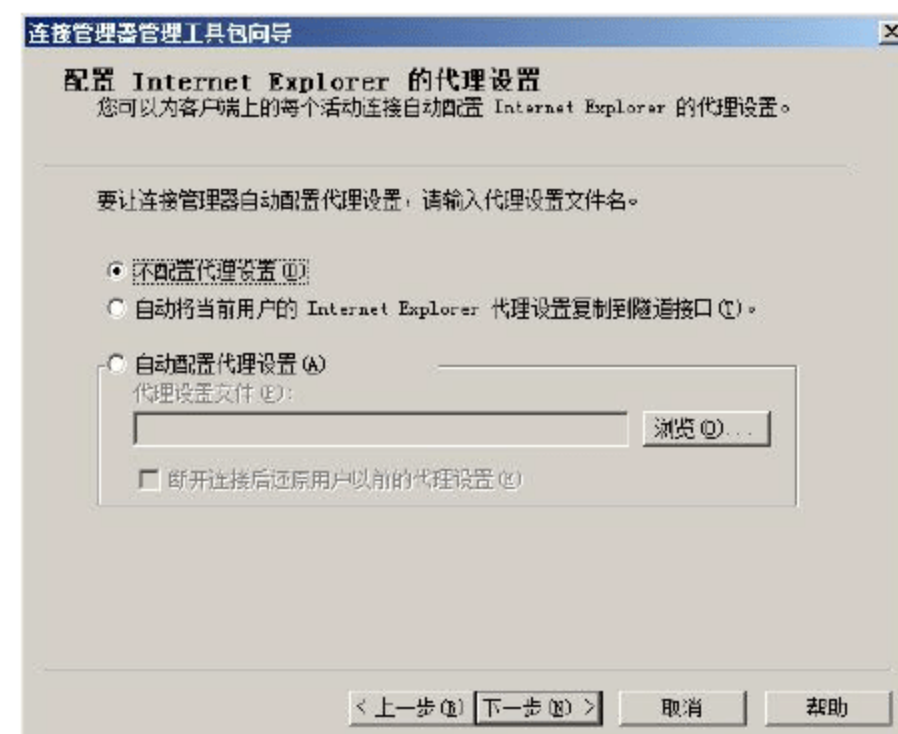 连接管理器管理工具包向导
配置 Internet Explorer 的代理设置
您可以为客户端上的每个活动连接自动配置 Internet Explorer 的代理设置。
要让连接管理器自动配置代理设置，请输入代理设置文件名。
不配置代理设置(D)
自动将当前用户的 Internet Explorer 代理设置复制到隧道接口(T)。
自动配置代理设置(A)
代理设置文件(F):
浏览(O)...
断开连接后还原用户以前的代理设置(R)
< 上一步(B) 下一步(N) > 取消 帮助